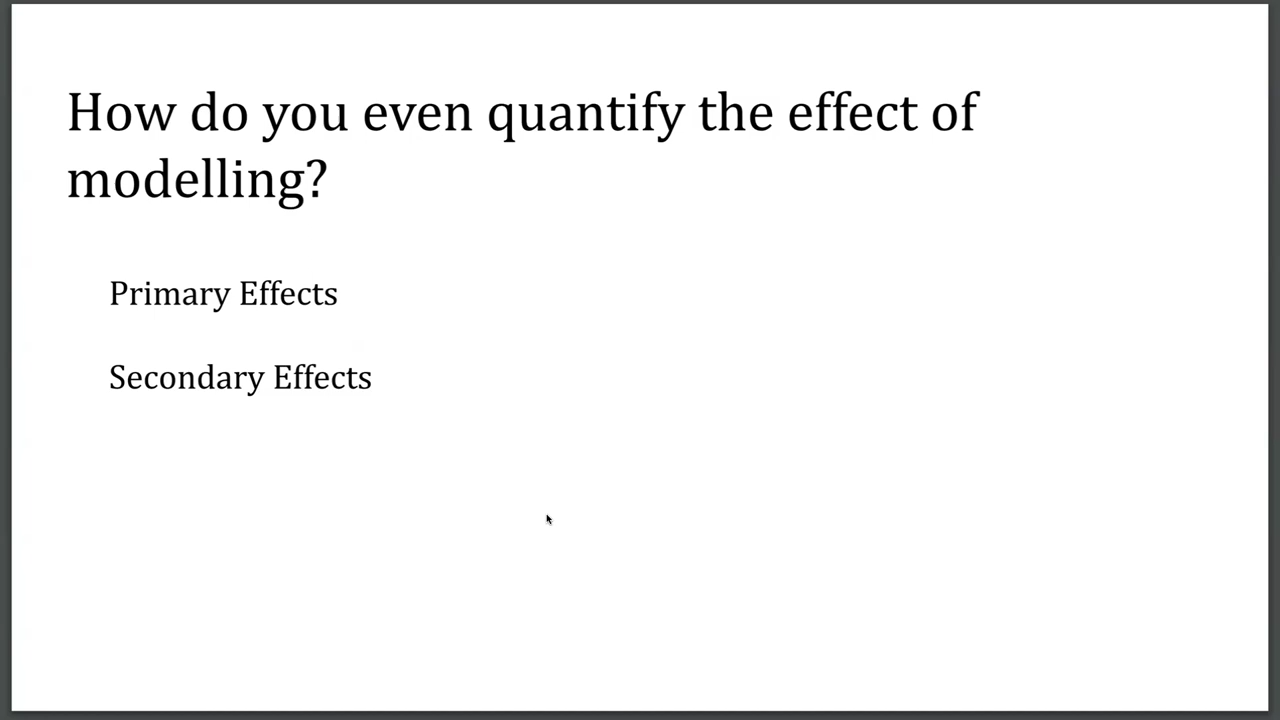 How do you even quantify the effect of
modelling?
Primary Effects
Secondary Effects